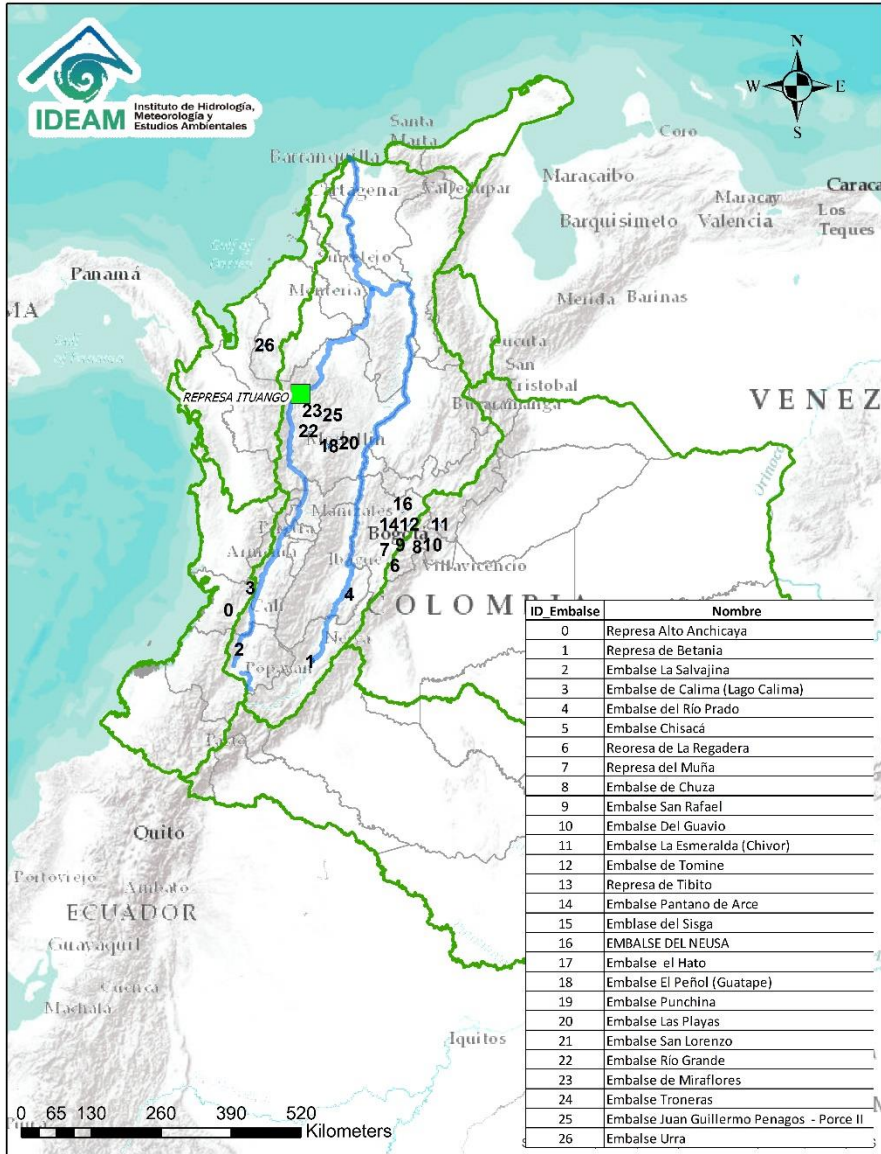 IDEAM
Instituto de Hidrología,
Meteorología y
Estudios Ambientales
N
W E
S
Santa
Marta
Barranquilla
Cartagena
Valledupar
Coro
Maracaibo
Maracay
Caraca
Barquisimeto
Valencia
Los
Teques
Panamá
MA
Gulf of
Sincelejo
Montería
Merida
Barinas
Cucuta
San
Cristobal
26
REPRESA ITUANGO
23
25
22
Medellin
18
20
Bucaramanga
VENEZ
Orinoco
Manizales
16
14
12
11
Bogotá
Pereira
Armenia
Ibague
7
9
8
10
6
Villavicencio
3
0
Cali
4
COLOMBIA
Neiva
2
Popayan
1
Pasto
Quito
Portoviejo
Ambato
ECUADOR
Guayaquil
Cuenca
Machala
Iquitos
Piura
ID_Embalse Nombre
0 Represa Alto Anchicaya
1 Represa de Betania
2 Embalse La Salvajina
3 Embalse de Calima (Lago Calima)
4 Embalse del Río Prado
5 Embalse Chisacá
6 Reoresa de La Regadera
7 Represa del Muña
8 Embalse de Chuza
9 Embalse San Rafael
10 Embalse Del Guavio
11 Embalse La Esmeralda (Chivor)
12 Embalse de Tomine
13 Represa de Tibito
14 Embalse Pantano de Arce
15 Emblase del Sisga
16 EMBALSE DEL NEUSA
17 Embalse el Hato
18 Embalse El Peñol (Guatape)
19 Embalse Punchina
20 Embalse Las Playas
21 Embalse San Lorenzo
22 Embalse Río Grande
23 Embalse de Miraflores
24 Embalse Troneras
25 Embalse Juan Guillermo Penagos - Porce II
26 Embalse Urra
0 65 130 260 390 520
Kilometers